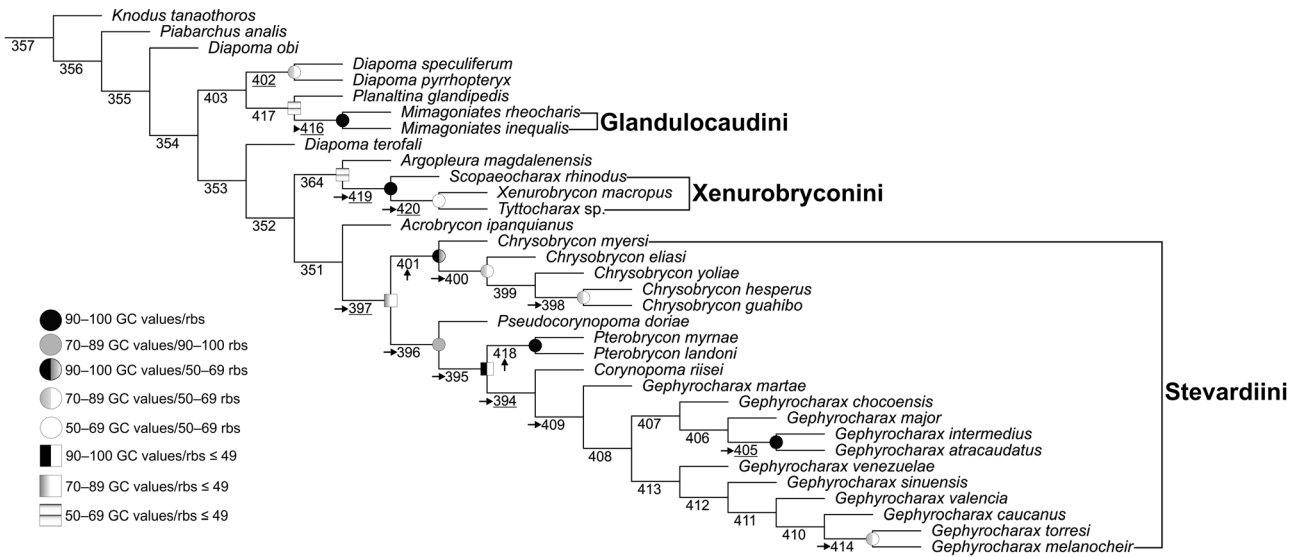 Knodus tanaothoros
Piabarchus analis
357
Diapoma obi
356
Diapoma speculiferum
402
Diapoma pyrrhopteryx
355
403
Planaltina glandipedis
417
Mimagoniates rheocharis
Glandulocaudini
416
Mimagoniates inequalis
354
Diapoma terofali
Argopleura magdalenensis
353
364
Scopaeocharax rhinodus
419
Xenurobrycon macropus
Xenurobryconini
420
Tyttocharax sp.
352
Acrobrycon ipanquianus
Chrysobrycon myersi
351
401
Chrysobrycon eliasi
400
Chrysobrycon yoliae
399
Chrysobrycon hesperus
397
398
Chrysobrycon guahibo
90–100 GC values/rbs
Pseudocorynopoma doriae
Pterobrycon myrnae
70–89 GC values/90–100 rbs
396
418
Pterobrycon landoni
90–100 GC values/50–69 rbs
395
Corynopoma riisei
Gephyrocharax martae
Stevardiini
70–89 GC values/50–69 rbs
394
Gephyrocharax chocoensis
409
407
Gephyrocharax major
50–69 GC values/50–69 rbs
406
Gephyrocharax intermedius
408
405
Gephyrocharax atracaudatus
90–100 GC values/rbs ≤ 49
Gephyrocharax venezuelae
413
Gephyrocharax sinuensis
70–89 GC values/rbs ≤ 49
412
Gephyrocharax valencia
411
Gephyrocharax caucanus
50–69 GC values/rbs ≤ 49
410
Gephyrocharax torresi
414
Gephyrocharax melanocheir